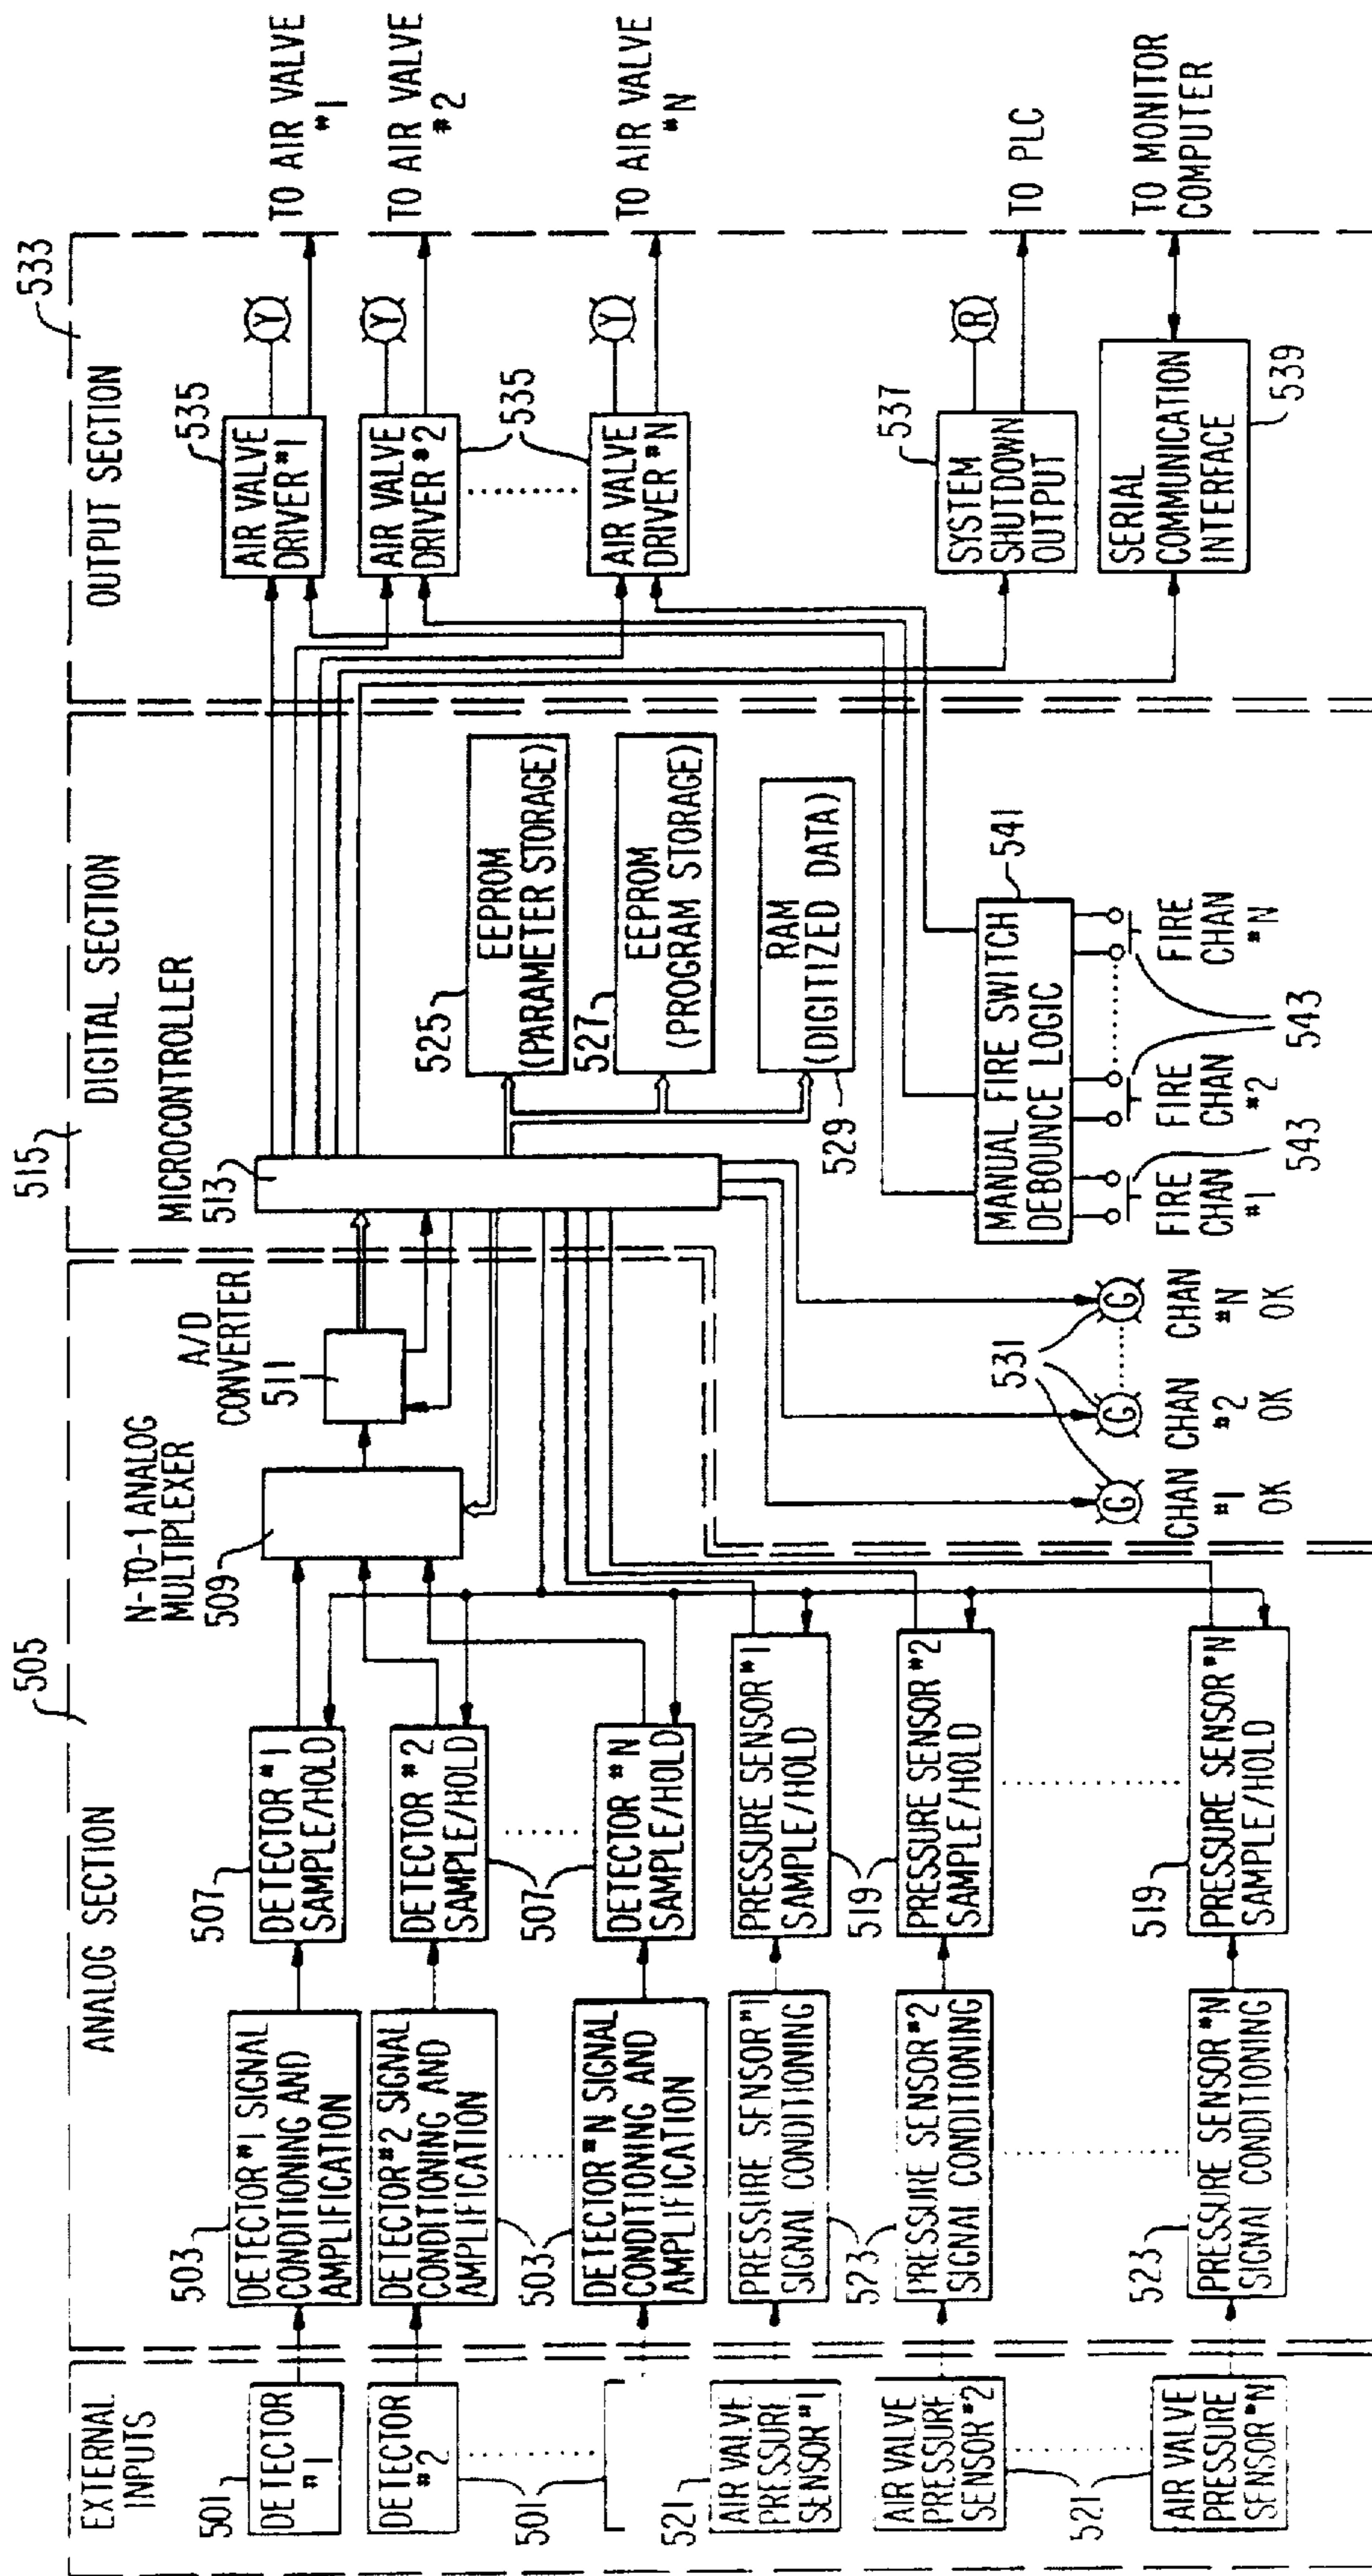 EXTERNAL
INPUTS
501
DETECTOR
#1
DETECTOR
#2
501
521
AIR VALVE
PRESSURE
SENSOR #1
AIR VALVE
PRESSURE
SENSOR #2
521
AIR VALVE
PRESSURE
SENSOR #N
505
ANALOG SECTION
503
DETECTOR #1 SIGNAL
CONDITIONING AND
AMPLIFICATION
DETECTOR #2 SIGNAL
CONDITIONING AND
AMPLIFICATION
503
DETECTOR #N SIGNAL
CONDITIONING AND
AMPLIFICATION
PRESSURE SENSOR #1
SIGNAL CONDITIONING
523
PRESSURE SENSOR #2
SIGNAL CONDITIONING
523
PRESSURE SENSOR #N
SIGNAL CONDITIONING
507
DETECTOR #1
SAMPLE/HOLD
DETECTOR #2
SAMPLE/HOLD
507
DETECTOR #N
SAMPLE/HOLD
PRESSURE SENSOR #1
SAMPLE/HOLD
519
PRESSURE SENSOR #2
SAMPLE/HOLD
519
PRESSURE SENSOR #N
SAMPLE/HOLD
N-TO-1 ANALOG
MULTIPLEXER
509
A/D
CONVERTER
511
515
DIGITAL SECTION
MICROCONTROLLER
513
525
EEPROM
(PARAMETER STORAGE)
527
EEPROM
(PROGRAM STORAGE)
RAM
(DIGITIZED DATA)
529
531
G
G
G
CHAN
#1
OK
CHAN
#2
OK
CHAN
#N
OK
541
MANUAL FIRE SWITCH
DEBOUNCE LOGIC
FIRE
CHAN
#1
FIRE
CHAN
#2
FIRE
CHAN
#N
543
543
533
OUTPUT SECTION
535
AIR VALVE
DRIVER #1
Y
TO AIR VALVE
#1
AIR VALVE
DRIVER #2
Y
TO AIR VALVE
#2
535
AIR VALVE
DRIVER #N
Y
TO AIR VALVE
#N
537
SYSTEM
SHUTDOWN
OUTPUT
R
TO PLC
SERIAL
COMMUNICATION
INTERFACE
539
TO MONITOR
COMPUTER